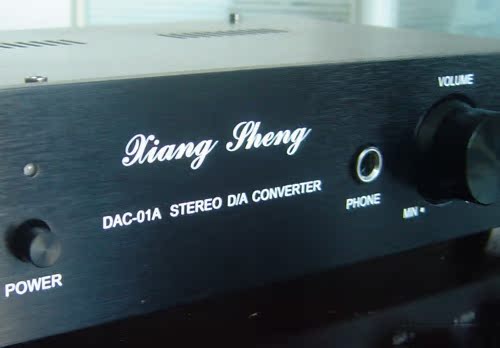 VOLUME
Xiang Sheng
DAC-01A STEREO D/A CONVERTER
PHONE
MIN
POWER